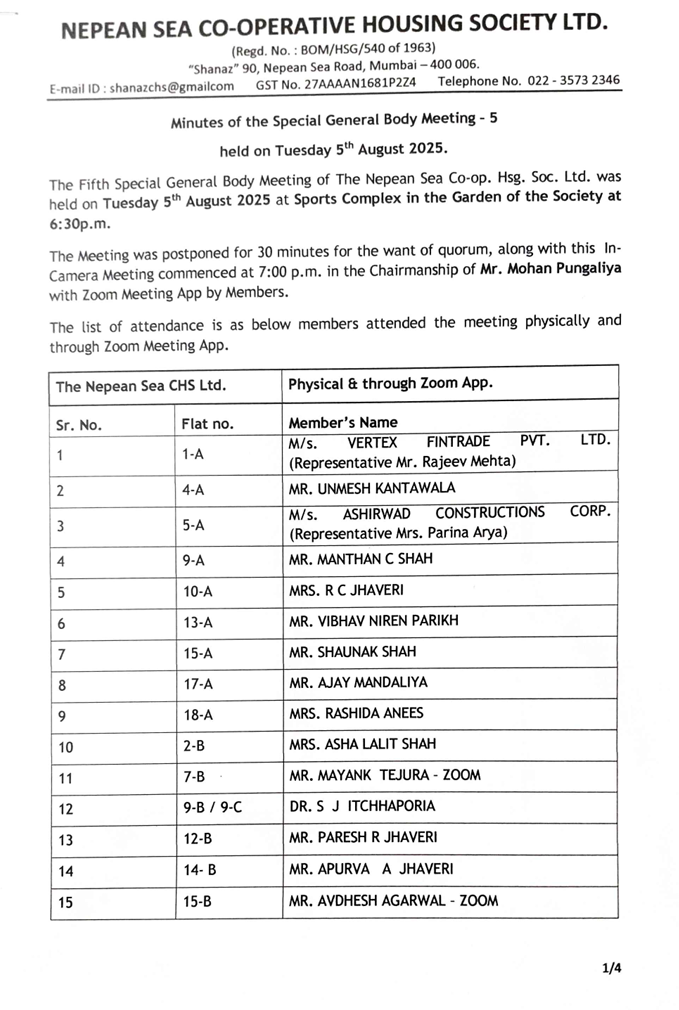 NEPEAN SEA CO-OPERATIVE HOUSING SOCIETY LTD.
(Regd. No. : BOM/HSG/540 of 1963)
"Shanaz" 90, Nepean Sea Road, Mumbai – 400 006.
E-mail ID : shanazchs@gmailcom GST No. 27AAAAN1681P2Z4 Telephone No. 022 - 3573 2346
Minutes of the Special General Body Meeting - 5
held on Tuesday 5th August 2025.
The Fifth Special General Body Meeting of The Nepean Sea Co-op. Hsg. Soc. Ltd. was
held on Tuesday 5th August 2025 at Sports Complex in the Garden of the Society at
6:30p.m.
The Meeting was postponed for 30 minutes for the want of quorum, along with this In-
Camera Meeting commenced at 7:00 p.m. in the Chairmanship of Mr. Mohan Pungaliya
with Zoom Meeting App by Members.
The list of attendance is as below members attended the meeting physically and
through Zoom Meeting App.
The Nepean Sea CHS Ltd. Physical & through Zoom App.
Sr. No. Flat no. Member's Name
1 1-A M/s. VERTEX FINTRADE PVT. LTD.
(Representative Mr. Rajeev Mehta)
2 4-A MR. UNMESH KANTAWALA
3 5-A M/s. ASHIRWAD CONSTRUCTIONS CORP.
(Representative Mrs. Parina Arya)
4 9-A MR. MANTHAN C SHAH
5 10-A MRS. R C JHAVERI
6 13-A MR. VIBHAV NIREN PARIKH
7 15-A MR. SHAUNAK SHAH
8 17-A MR. AJAY MANDALIYA
9 18-A MRS. RASHIDA ANEES
10 2-B MRS. ASHA LALIT SHAH
11 7-B MR. MAYANK TEJURA - ZOOM
12 9-B / 9-C DR. S J ITCHHAPORIA
13 12-B MR. PARESH R JHAVERI
14 14- B MR. APURVA A JHAVERI
15 15-B MR. AVDHESH AGARWAL - ZOOM
1/4